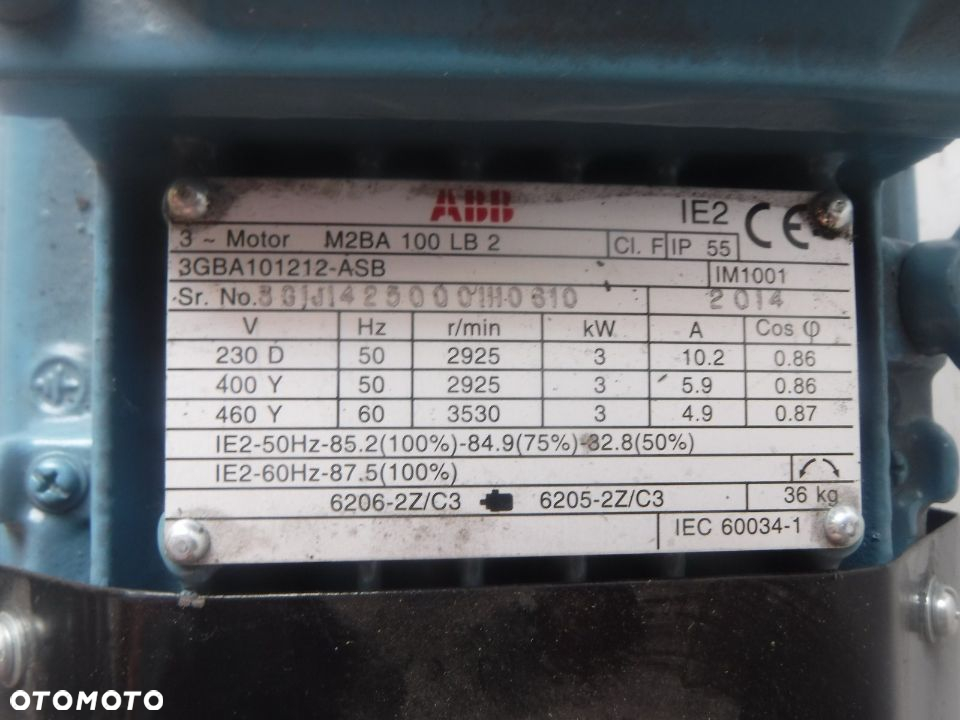 ABB IE2 CE
3 ~ Motor M2BA 100 LB 2 Cl. F IP 55
3GBA101212-ASB IM1001
Sr. No. 2014
V Hz r/min kW A Cos φ
230 D 50 2925 3 10.2 0.86
400 Y 50 2925 3 5.9 0.86
460 Y 60 3530 3 4.9 0.87
IE2-50Hz-85.2(100%)-84.9(75%)-82.8(50%)
IE2-60Hz-87.5(100%)
6206-2Z/C3 6205-2Z/C3 36 kg
IEC 60034-1
OTOMOTO